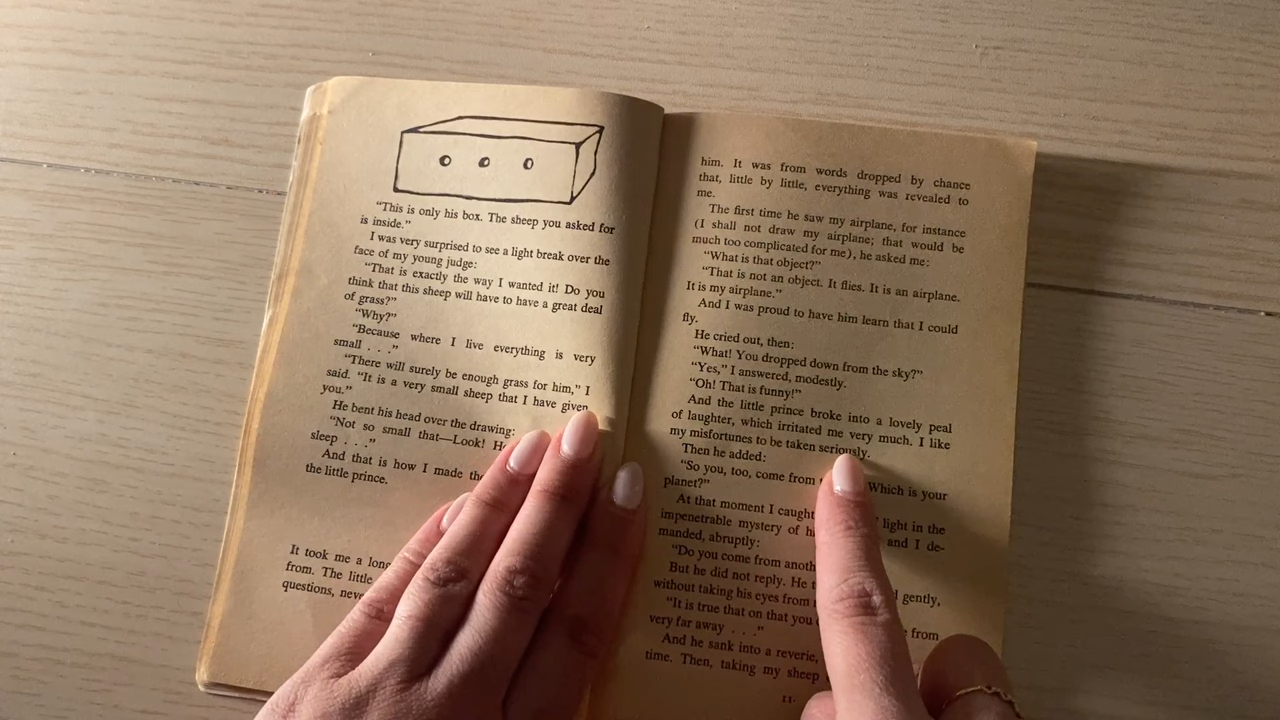 "This is only his box. The sheep you asked for
is inside."
I was very surprised to see a light break over the
face of my young judge:
"That is exactly the way I wanted it! Do you
think that this sheep will have to have a great deal
of grass?"
"Why?"
"Because where I live everything is very
small . . ."
"There will surely be enough grass for him," I
said. "It is a very small sheep that I have given
you."
He bent his head over the drawing:
"Not so small that—Look!
sleep . . ."
And that is how I made the
the little prince.
It took me a long
from. The little
questions,
him. It was from words dropped by chance
that, little by little, everything was revealed to
me.
The first time he saw my airplane, for instance
(I shall not draw my airplane; that would be
much too complicated for me), he asked me:
"What is that object?"
"That is not an object. It flies. It is an airplane.
It is my airplane."
And I was proud to have him learn that I could
fly.
He cried out, then:
"What! You dropped down from the sky?"
"Yes," I answered, modestly.
"Oh! That is funny!"
And the little prince broke into a lovely peal
of laughter, which irritated me very much. I like
my misfortunes to be taken seriously.
Then he added:
"So you, too, come from Which is your
planet?"
At that moment I caught light in the
impenetrable mystery of and I de-
manded, abruptly:
"Do you come from
But he did not reply. He gently,
without taking his eyes from
"It is true that on that you from
very far away . . ."
And he sank into a reverie,
time. Then, taking my sheep
11